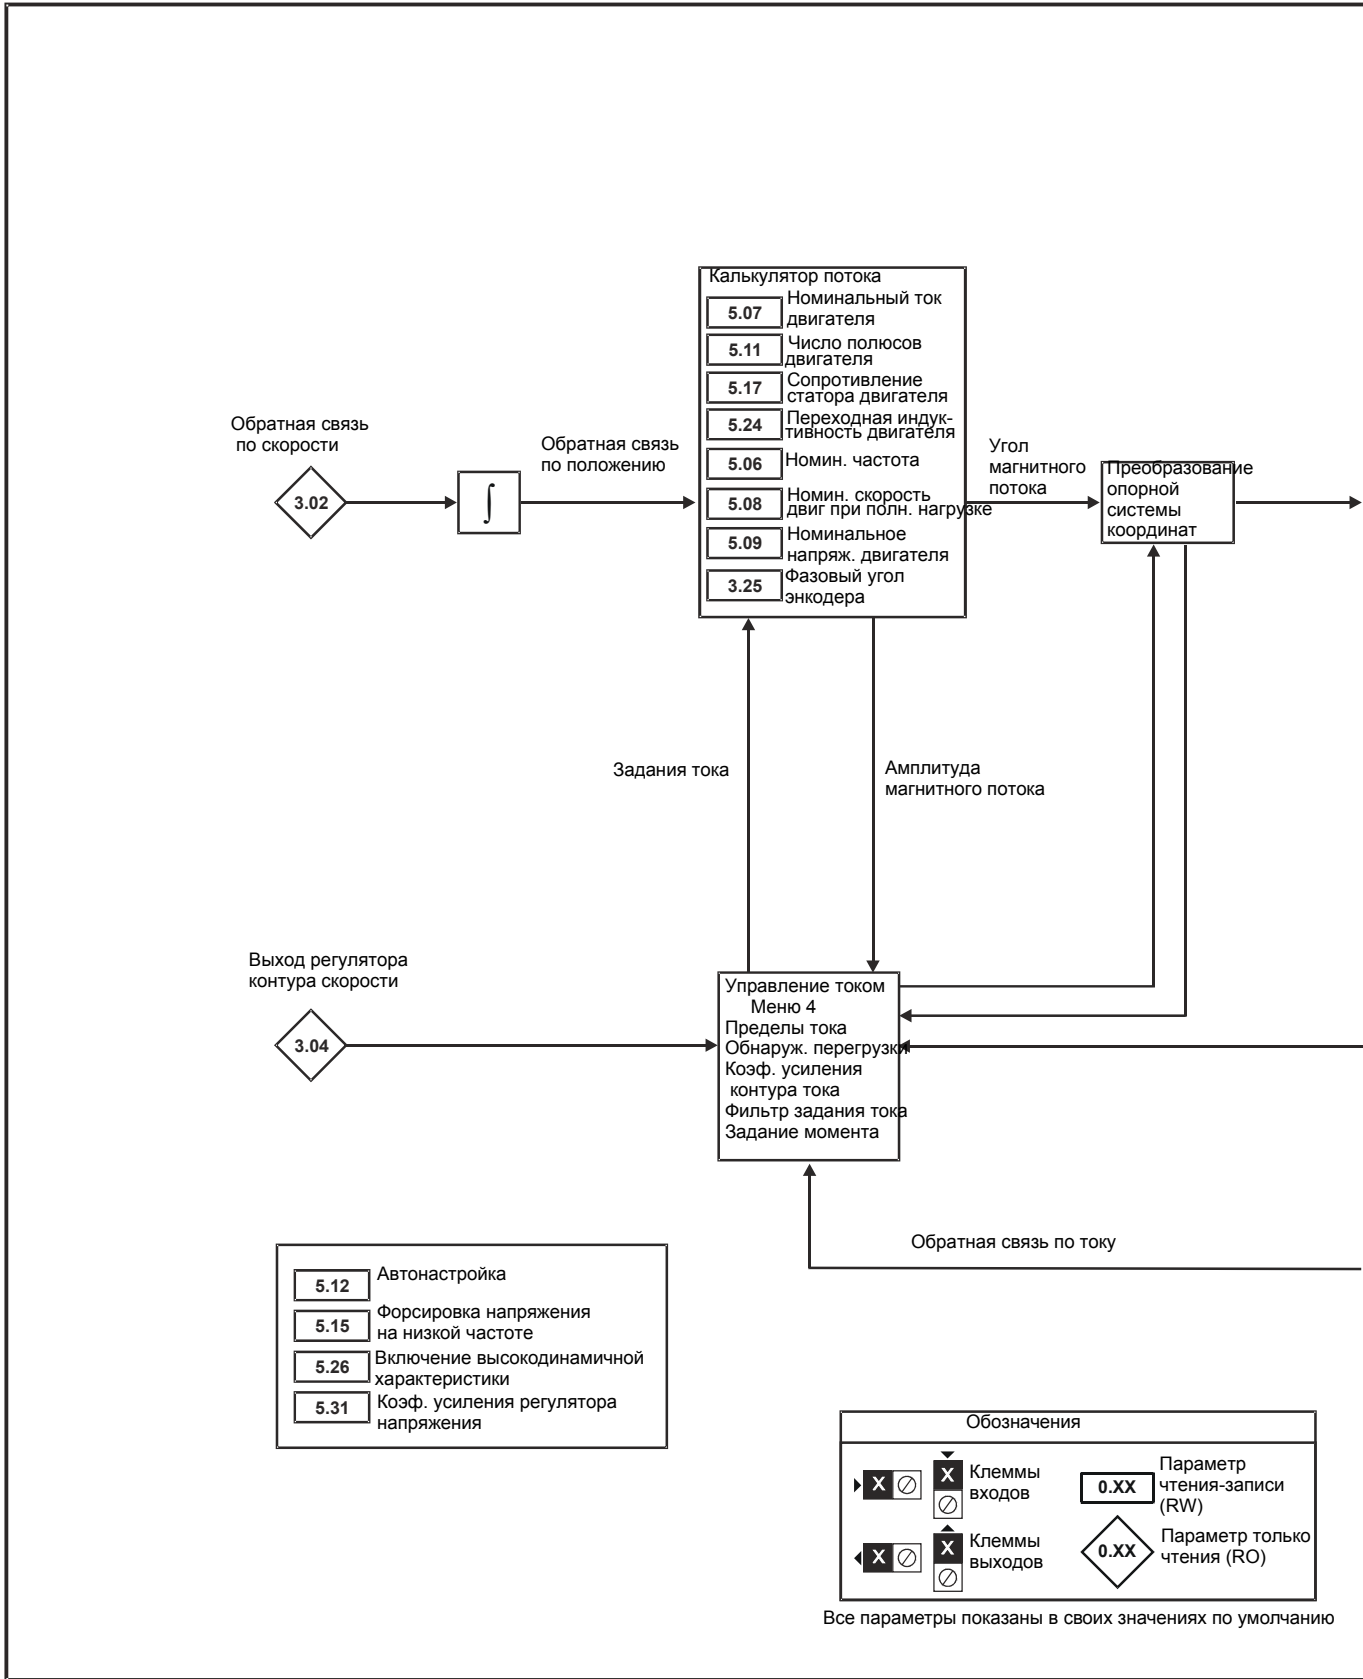 Калькулятор потока
5.07
Номинальный ток
двигателя
5.11
Число полюсов
двигателя
5.17
Сопротивление
статора двигателя
5.24
Переходная индук-
тивность двигателя
5.06
Номин. частота
5.08
Номин. скорость
двиг при полн. нагрузке
5.09
Номинальное
напряж. двигателя
3.25
Фазовый угол
энкодера
Обратная связь
по скорости
3.02
∫
Обратная связь
по положению
Угол
магнитного
потока
Преобразование
опорной
системы
координат
Задания тока
Амплитуда
магнитного потока
Выход регулятора
контура скорости
3.04
Управление током
Меню 4
Пределы тока
Обнаруж. перегрузки
Коэф. усиления
контура тока
Фильтр задания тока
Задание момента
Обратная связь по току
5.12
Автонастройка
5.15
Форсировка напряжения
на низкой частоте
5.26
Включение высокодинамичной
характеристики
5.31
Коэф. усиления регулятора
напряжения
Обозначения
X
X
Клеммы
входов
0.XX
Параметр
чтения-записи
(RW)
X
X
Клеммы
выходов
0.XX
Параметр только
чтения (RO)
Все параметры показаны в своих значениях по умолчанию